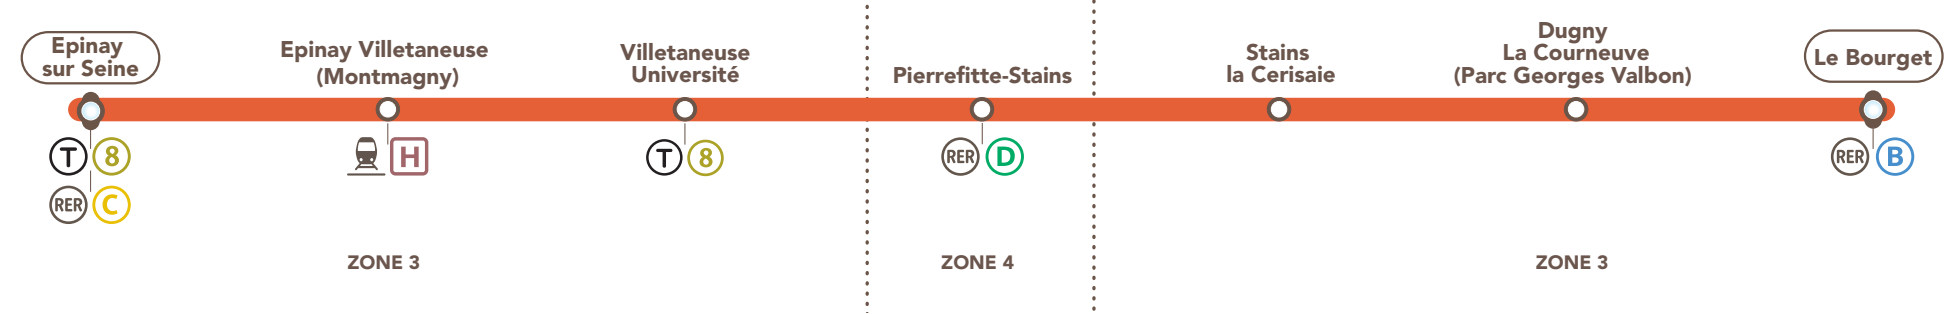 Epinay
sur Seine
Epinay Villetaneuse
(Montmagny)
Villetaneuse
Université
Pierrefitte-Stains
Stains
la Cerisaie
Dugny
La Courneuve
(Parc Georges Valbon)
Le Bourget
T 8
RER C
H
T 8
RER D
RER B
ZONE 3
ZONE 4
ZONE 3